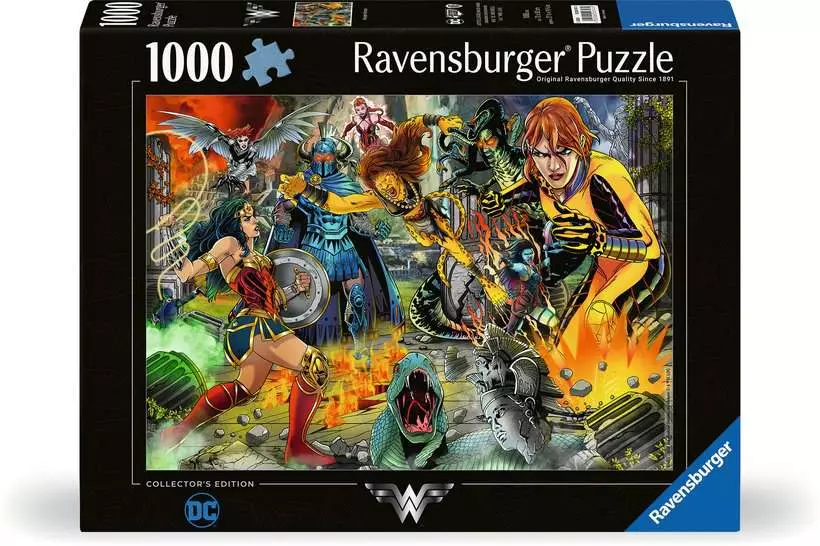 Ravensburger
1000
Ravensburger® Puzzle
Original Ravensburger Quality Since 1891
COLLECTOR'S EDITION
DC
Ravensburger